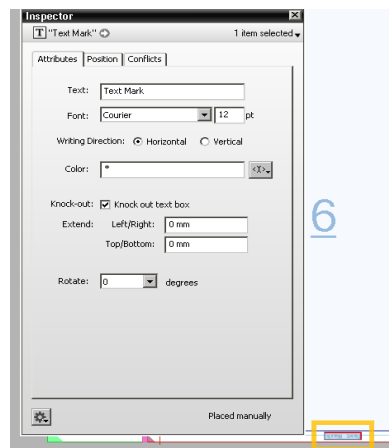 Inspector
"Text Mark" 1 item selected
Attributes Position Conflicts
Text: Text Mark
Font: Courier 12 pt
Writing Direction: Horizontal Vertical
Color: *
Knock-out: Knock out text box
Extend: Left/Right: 0 mm
Top/Bottom: 0 mm
6
Rotate: 0 degrees
Placed manually